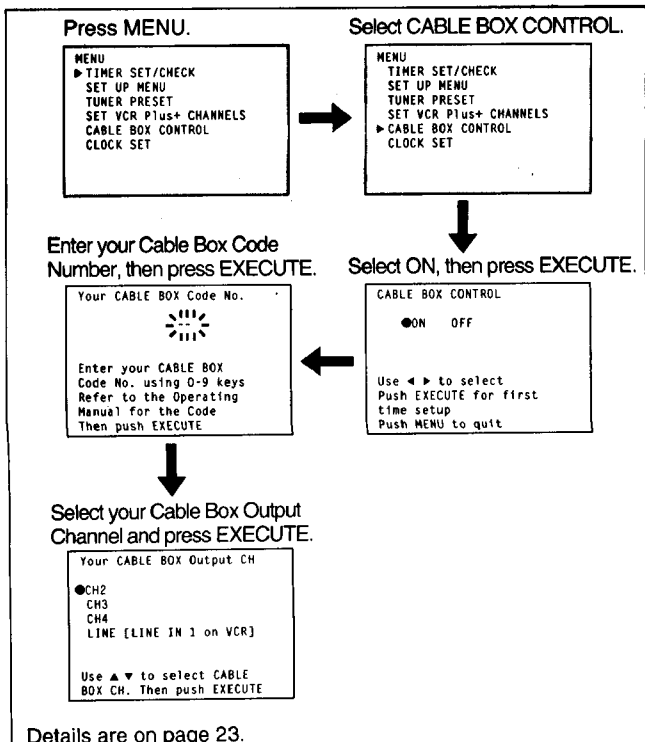 Press MENU.
MENU
▶TIMER SET/CHECK
SET UP MENU
TUNER PRESET
SET VCR Plus+ CHANNELS
CABLE BOX CONTROL
CLOCK SET
Select CABLE BOX CONTROL.
MENU
TIMER SET/CHECK
SET UP MENU
TUNER PRESET
SET VCR Plus+ CHANNELS
▶CABLE BOX CONTROL
CLOCK SET
Select ON, then press EXECUTE.
CABLE BOX CONTROL
●ON OFF
Use ◀ ▶ to select
Push EXECUTE for first
time setup
Push MENU to quit
Enter your Cable Box Code
Number, then press EXECUTE.
Your CABLE BOX Code No.
--
Enter your CABLE BOX
Code No. using 0-9 keys
Refer to the Operating
Manual for the Code
Then push EXECUTE
Select your Cable Box Output
Channel and press EXECUTE.
Your CABLE BOX Output CH
●CH2
CH3
CH4
LINE [LINE IN 1 on VCR]
Use ▲ ▼ to select CABLE
BOX CH. Then push EXECUTE
Details are on page 23.